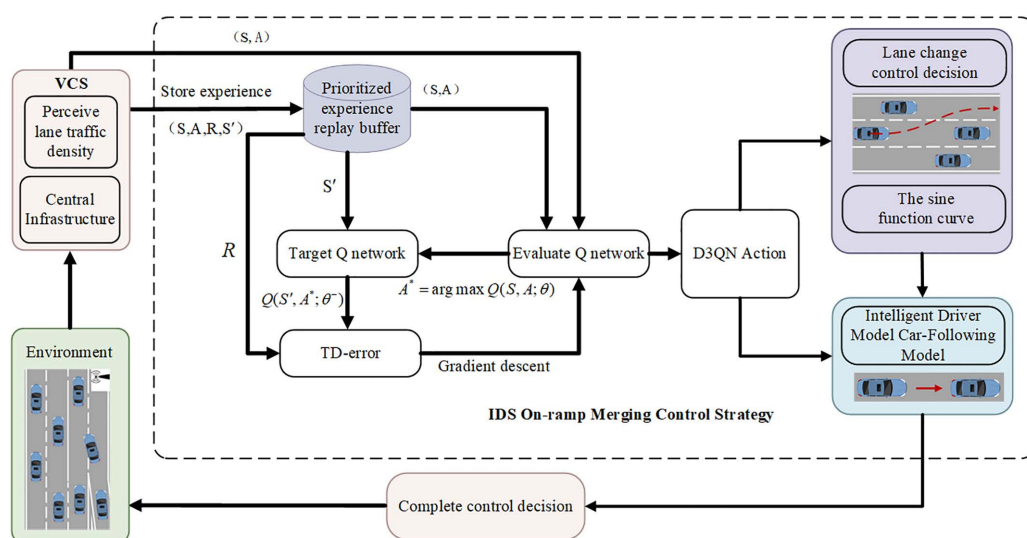 (S,A)
VCS
Perceive
lane traffic
density
Central
Infrastructure
Store experience
(S,A,R,S′)
Prioritized
experience
replay buffer
(S,A)
S′
R
Target Q network
Evaluate Q network
D3QN Action
Q(S′, A*; θ⁻)
A* = arg max Q(S, A; θ)
TD-error
Gradient descent
Lane change
control decision
The sine
function curve
Intelligent Driver
Model Car-Following
Model
IDS On-ramp Merging Control Strategy
Environment
Complete control decision